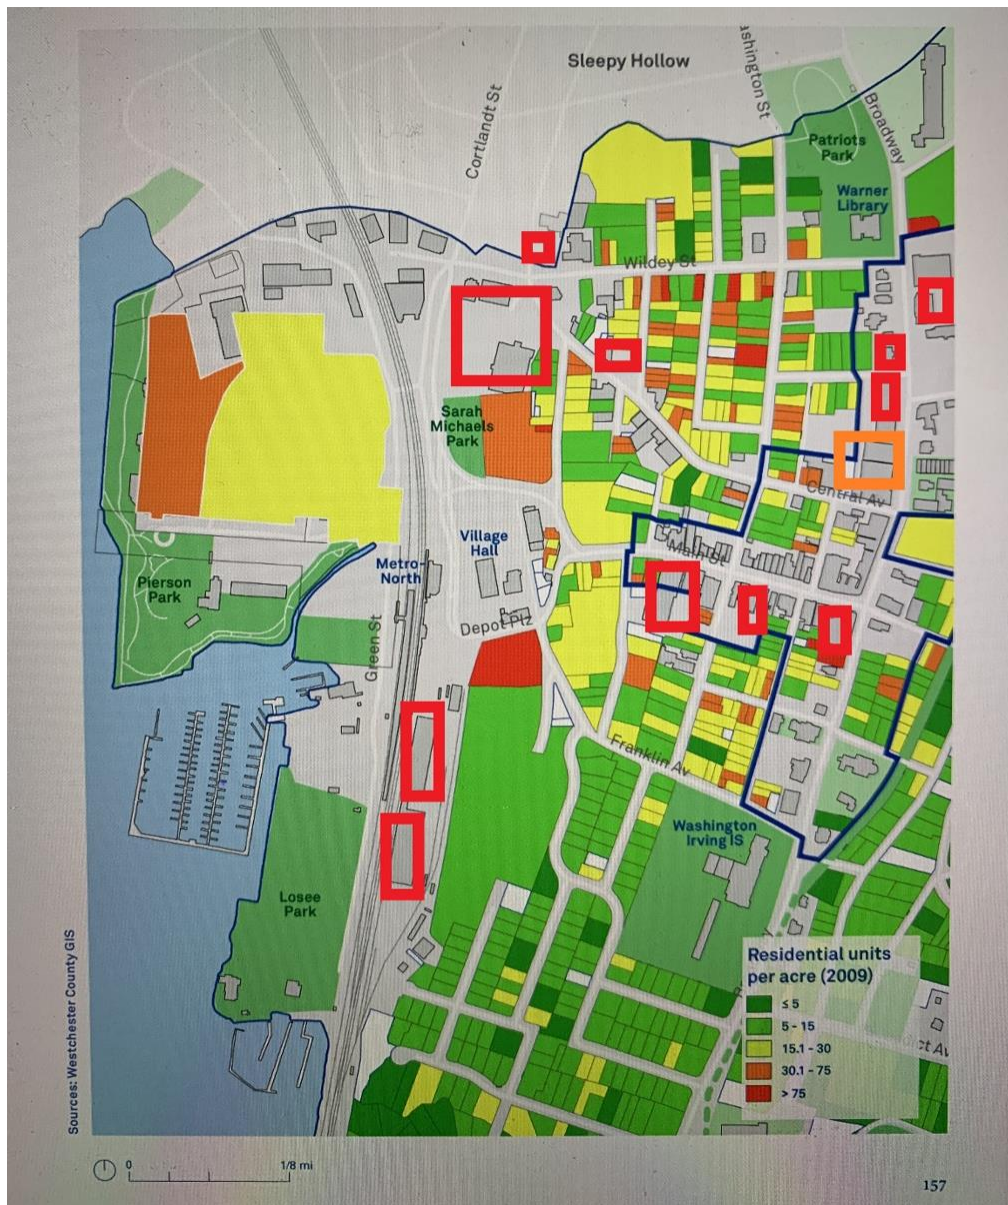 Sleepy Hollow
Cortlandt St
ashington St
Broadway
Patriots
Park
Warner
Library
Wildey St
Sarah
Michaels
Park
Central Av
Village
Hall
Main St
Metro-
North
Pierson
Park
Depot Plz
Green St
Franklin Av
Washington
Irving IS
Losee
Park
Residential units
per acre (2009)
≤ 5
5 - 15
15.1 - 30
30.1 - 75
> 75
dict Av
Sources: Westchester County GIS
0
1/8 mi
157